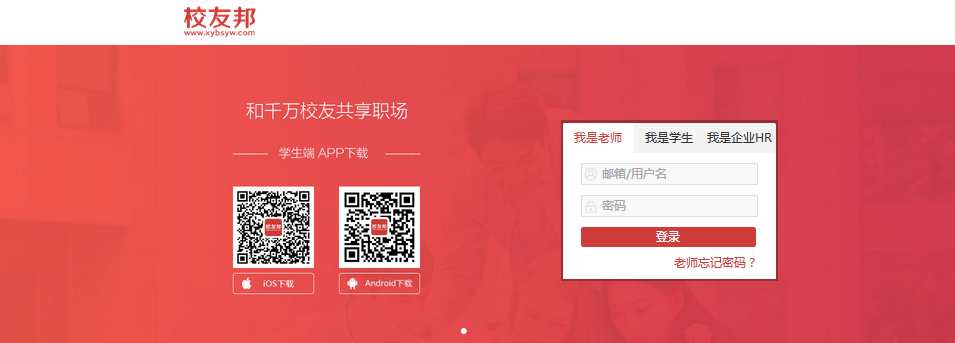 校友邦
www.xybsyw.com
和千万校友共享职场
学生端 APP下载
校友邦
校友邦
iOS下载
Android下载
我是老师
我是学生
我是企业HR
邮箱/用户名
密码
登录
老师忘记密码？